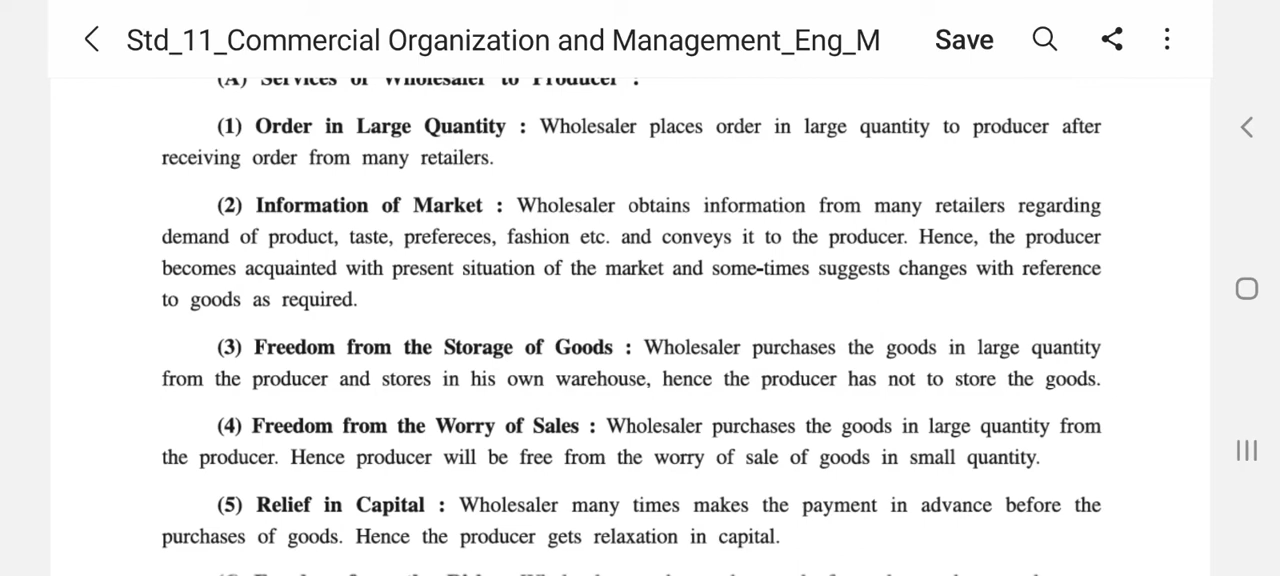 Std_11_Commercial Organization and Management_Eng_M Save
(A) Services of Wholesaler to Producer :
(1) Order in Large Quantity : Wholesaler places order in large quantity to producer after
receiving order from many retailers.
(2) Information of Market : Wholesaler obtains information from many retailers regarding
demand of product, taste, prefereces, fashion etc. and conveys it to the producer. Hence, the producer
becomes acquainted with present situation of the market and some-times suggests changes with reference
to goods as required.
(3) Freedom from the Storage of Goods : Wholesaler purchases the goods in large quantity
from the producer and stores in his own warehouse, hence the producer has not to store the goods.
(4) Freedom from the Worry of Sales : Wholesaler purchases the goods in large quantity from
the producer. Hence producer will be free from the worry of sale of goods in small quantity.
(5) Relief in Capital : Wholesaler many times makes the payment in advance before the
purchases of goods. Hence the producer gets relaxation in capital.